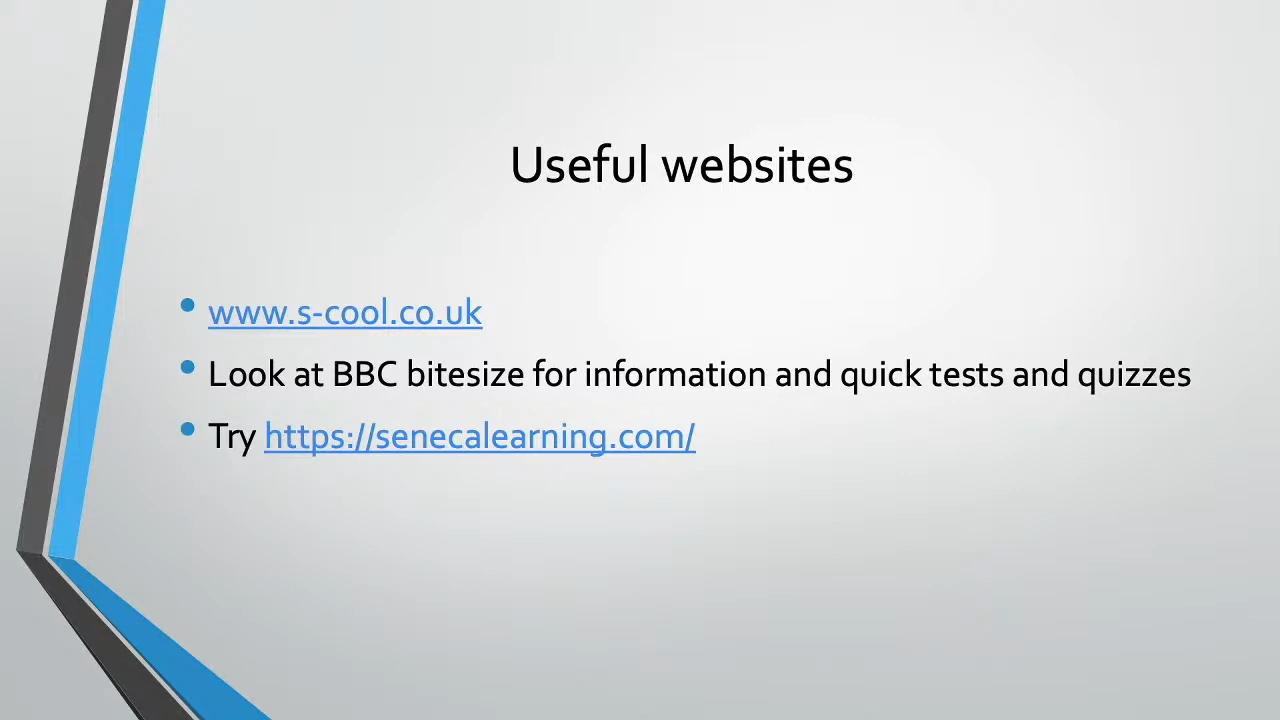 Useful websites
• www.s-cool.co.uk
• Look at BBC bitesize for information and quick tests and quizzes
• Try https://senecalearning.com/